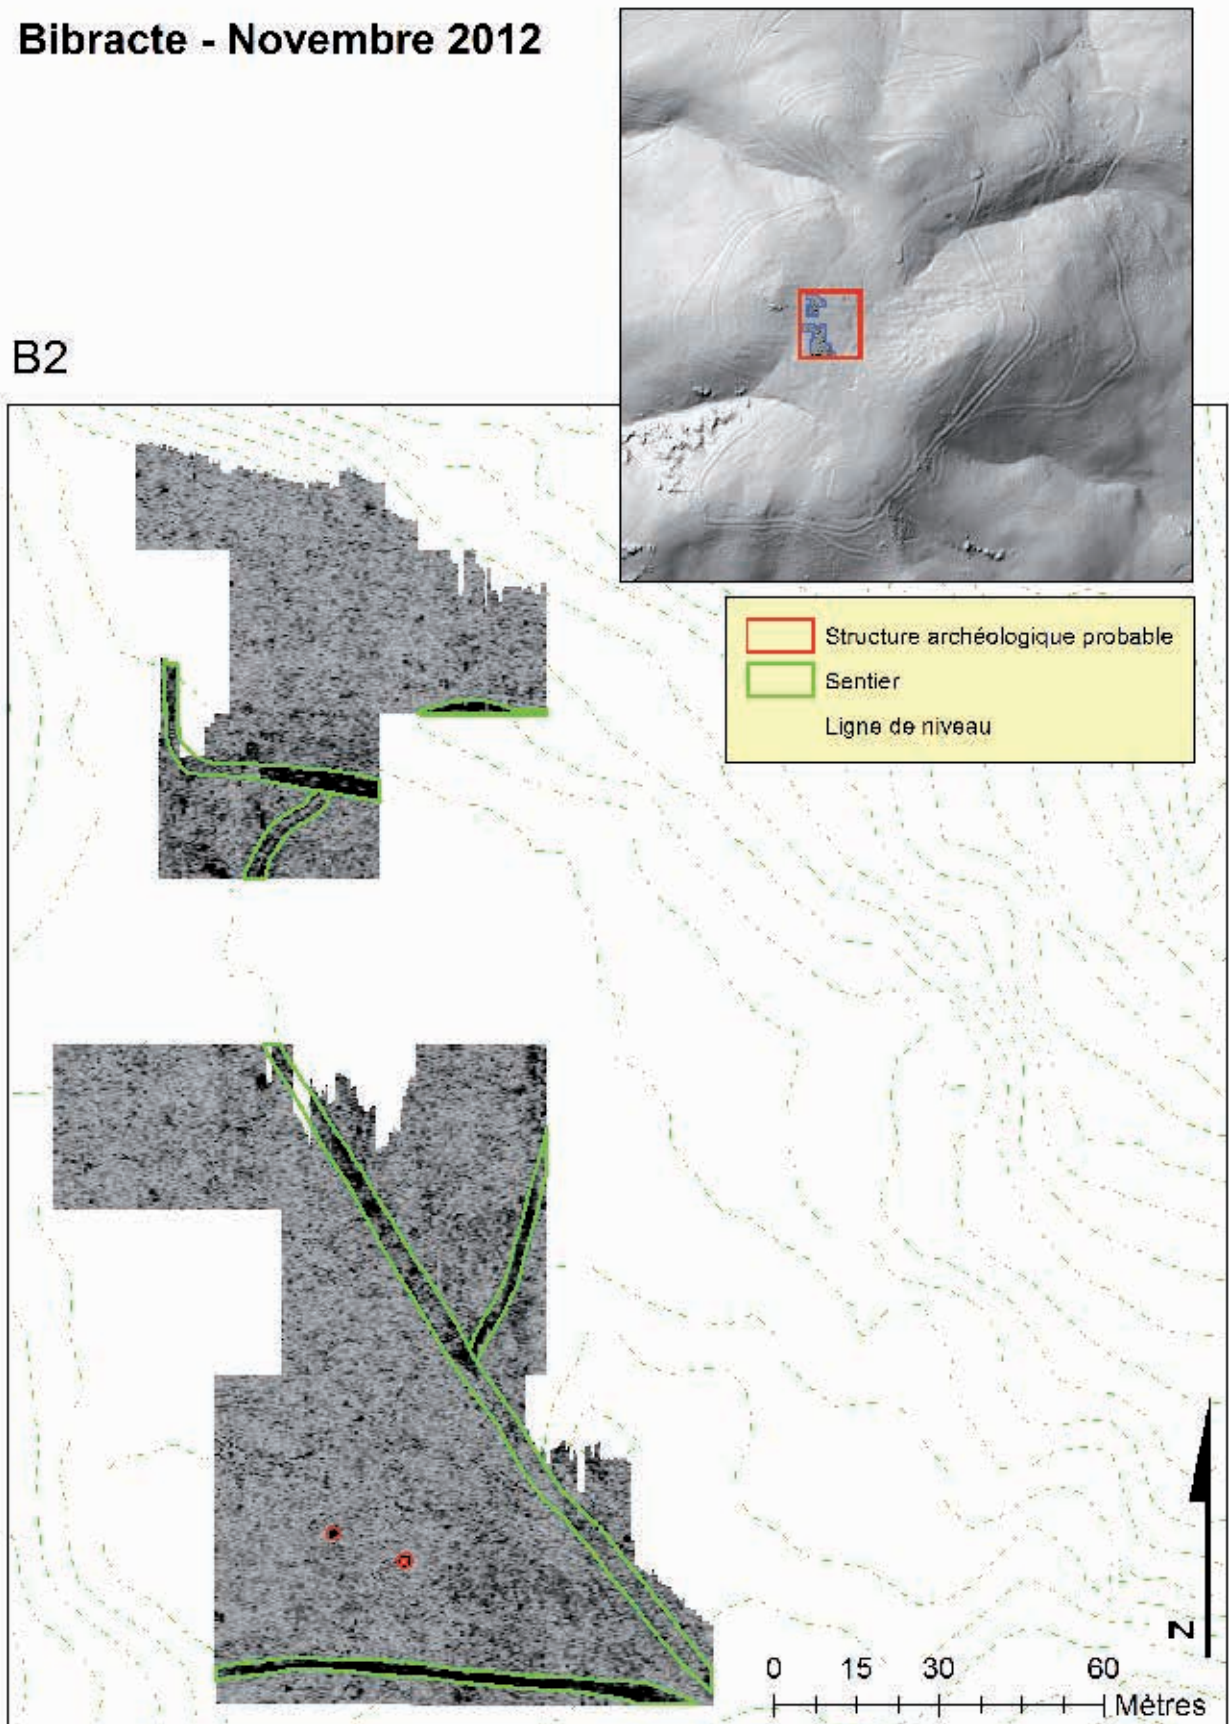 Bibracte - Novembre 2012
B2
Structure archéologique probable
Sentier
Ligne de niveau
N
0 15 30 60
Mètres